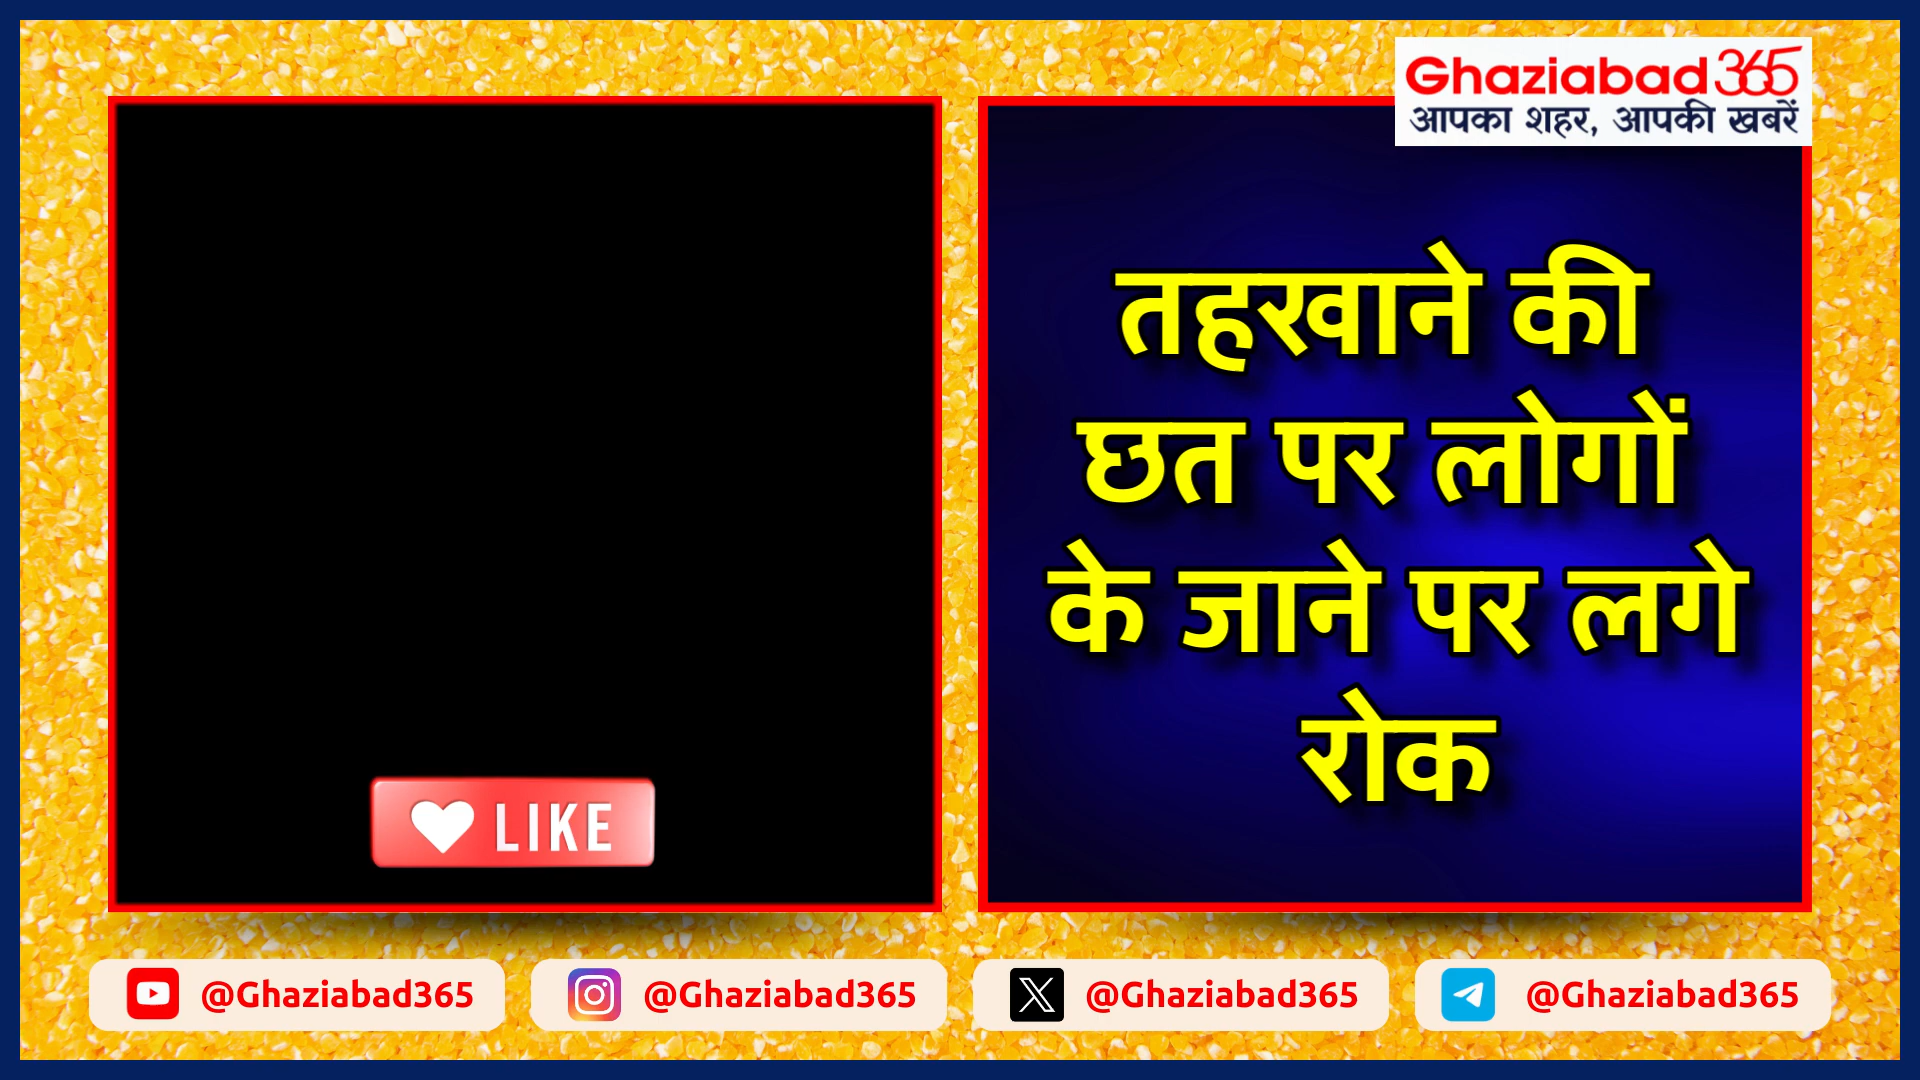 Ghaziabad365
आपका शहर, आपकी खबरें
तहखाने की
छत पर लोगों
के जाने पर लगे
रोक
LIKE
@Ghaziabad365
@Ghaziabad365
@Ghaziabad365
@Ghaziabad365